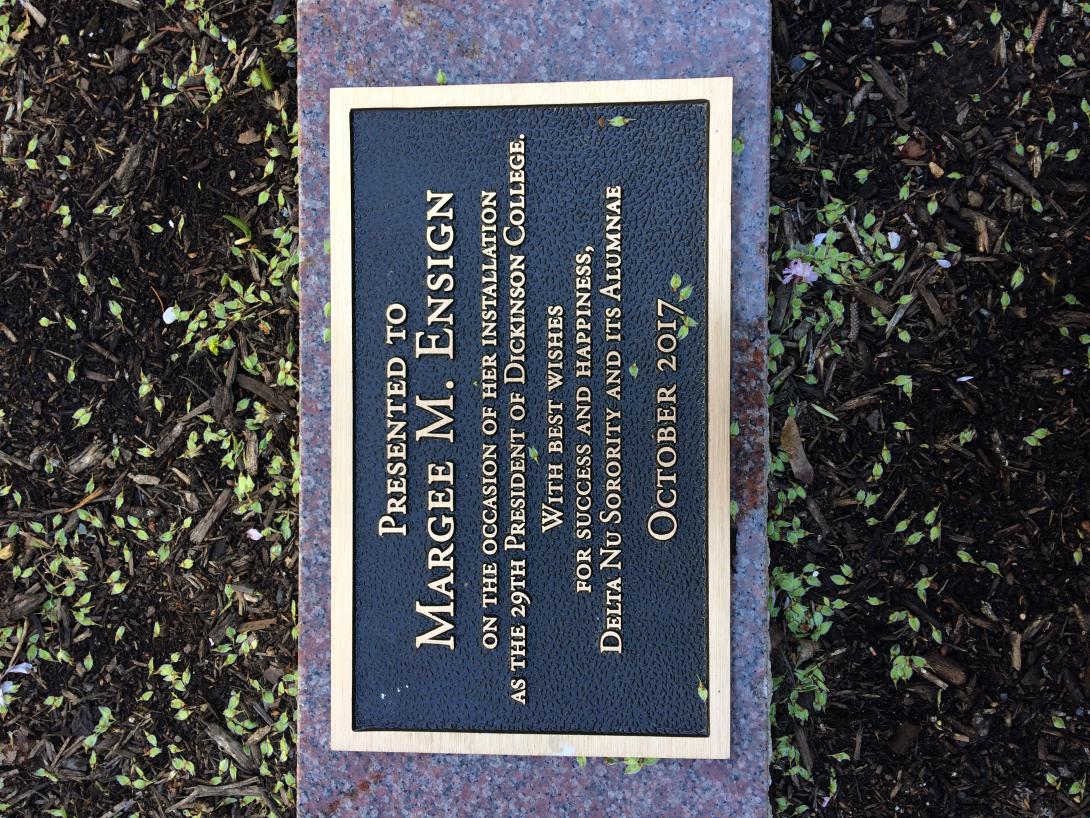 Presented to
Margee M. Ensign
on the occasion of her installation
as the 29th President of Dickinson College.
With best wishes
for success and happiness,
Delta Nu Sorority and its Alumnae
October 2017